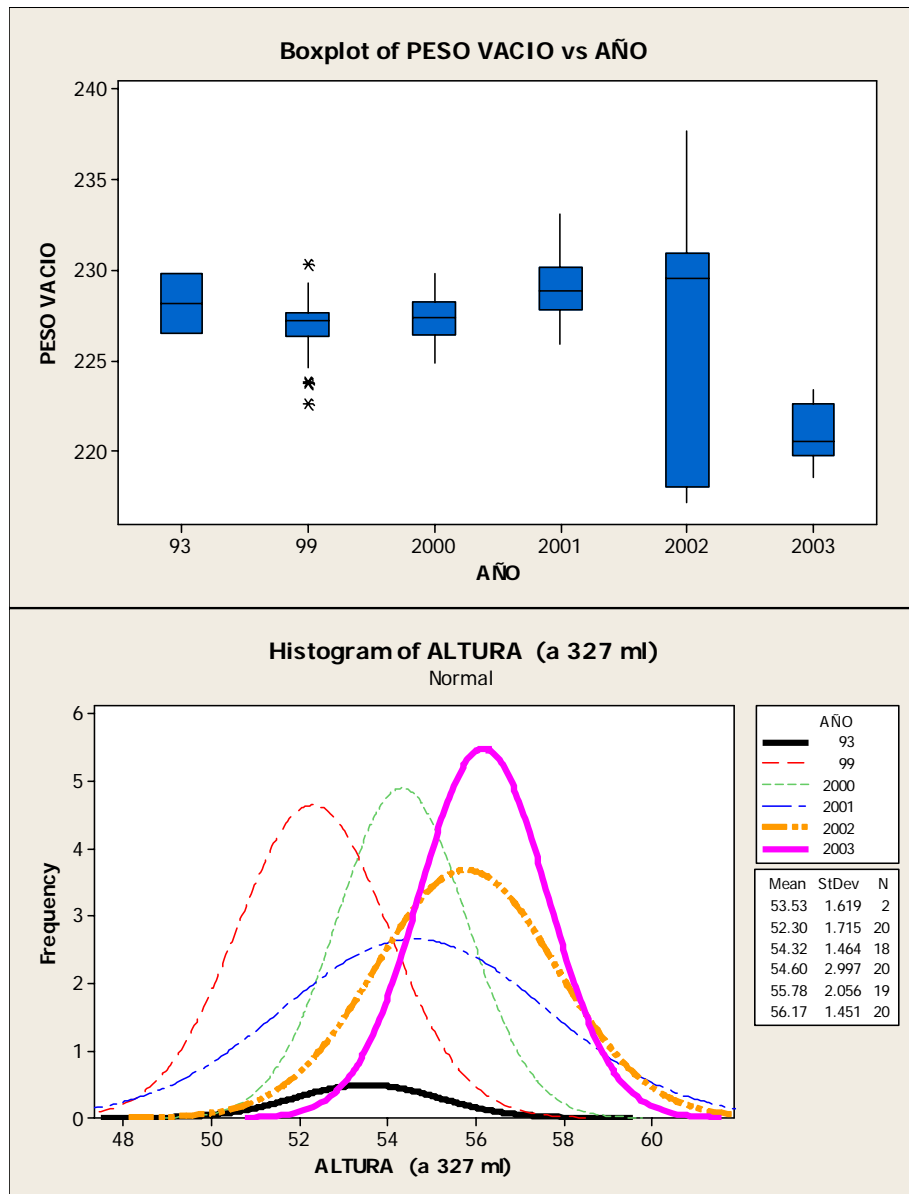 Boxplot of PESO VACIO vs AÑO
240
235
230
225
220
PESO VACIO
93 99 2000 2001 2002 2003
AÑO
Histogram of ALTURA (a 327 ml)
Normal
6
5
4
3
2
1
0
Frequency
48 50 52 54 56 58 60
ALTURA (a 327 ml)
AÑO
93
99
2000
2001
2002
2003
Mean StDev N
53.53 1.619 2
52.30 1.715 20
54.32 1.464 18
54.60 2.997 20
55.78 2.056 19
56.17 1.451 20